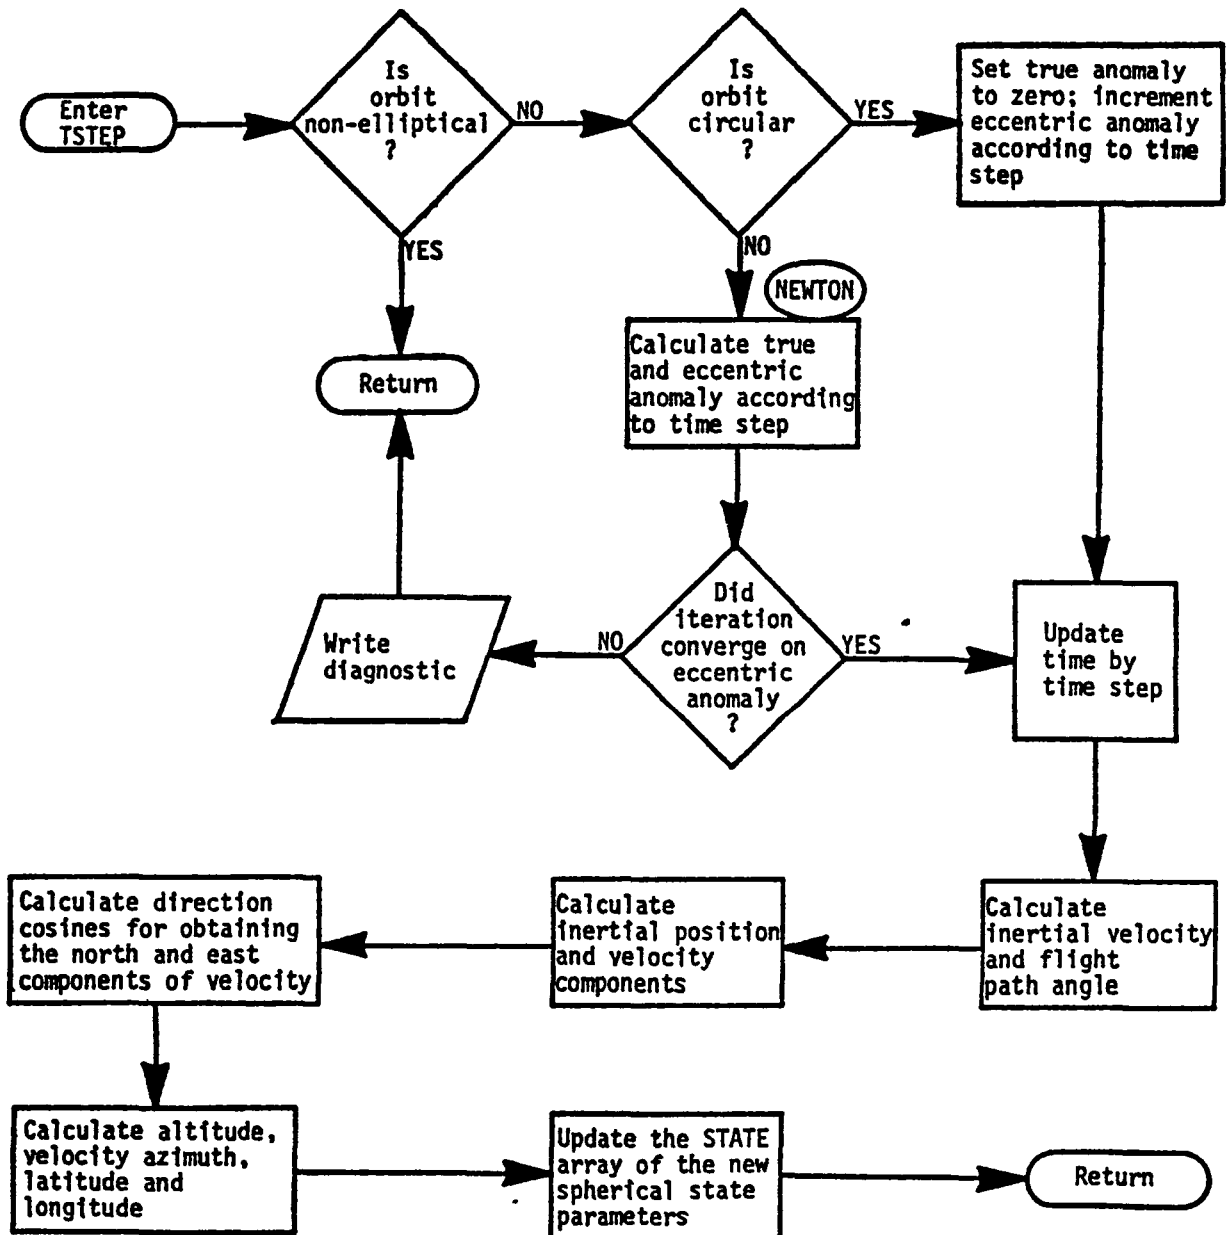 Enter
TSTEP
Is
orbit
non-elliptical
?
NO
YES
Is
orbit
circular
?
YES
NO
Set true anomaly
to zero; increment
eccentric anomaly
according to time
step
Return
NEWTON
Calculate true
and eccentric
anomaly according
to time step
Did
iteration
converge on
eccentric
anomaly
?
NO
YES
Write
diagnostic
Update
time by
time step
Calculate
inertial velocity
and flight
path angle
Calculate
inertial position
and velocity
components
Calculate direction
cosines for obtaining
the north and east
components of velocity
Calculate altitude,
velocity azimuth,
latitude and
longitude
Update the STATE
array of the new
spherical state
parameters
Return